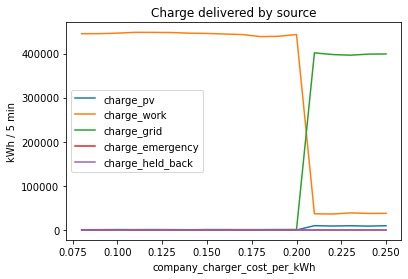 Charge delivered by source
kWh / 5 min
400000
300000
200000
100000
0
charge_pv
charge_work
charge_grid
charge_emergency
charge_held_back
0.075 0.100 0.125 0.150 0.175 0.200 0.225 0.250
company_charger_cost_per_kWh